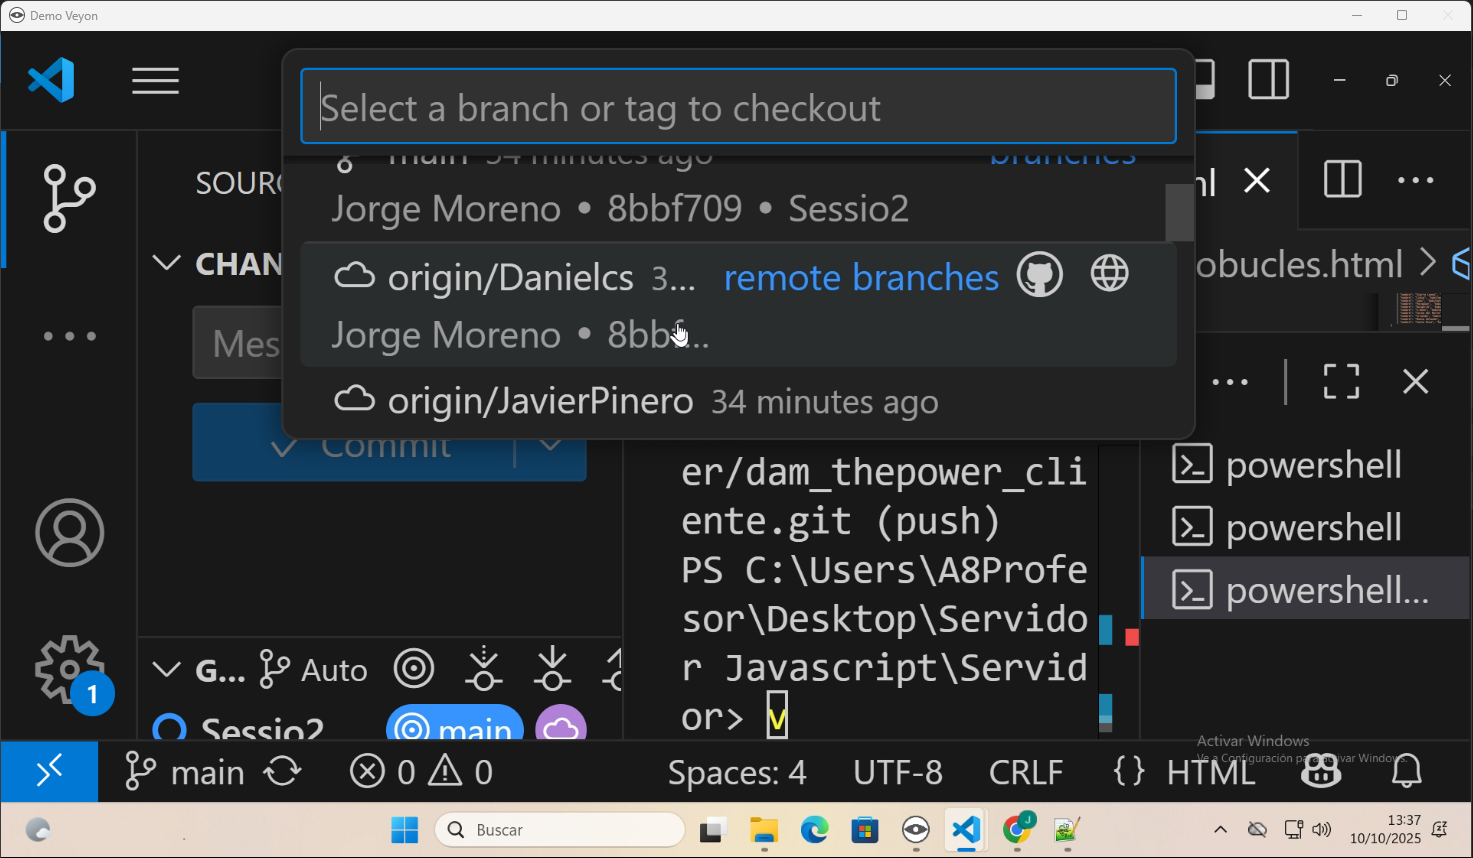 Demo Veyon
Select a branch or tag to checkout
main 34 minutes ago branches
Jorge Moreno • 8bbf709 • Sessio2
origin/Danielcs 3... remote branches
Jorge Moreno • 8bbf...
origin/JavierPinero 34 minutes ago
SOUR
CHAN
Mes
Commit
nl
obucles.html >
er/dam_thepower_cli
ente.git (push)
PS C:\Users\A8Profe
sor\Desktop\Servido
r Javascript\Servid
or> v
powershell
powershell
powershell...
1
G... Auto
Sessio2 main
Activar Windows
Ve a Configuración para activar Windows.
main 0 0 Spaces: 4 UTF-8 CRLF {} HTML
Buscar
J
13:37
10/10/2025